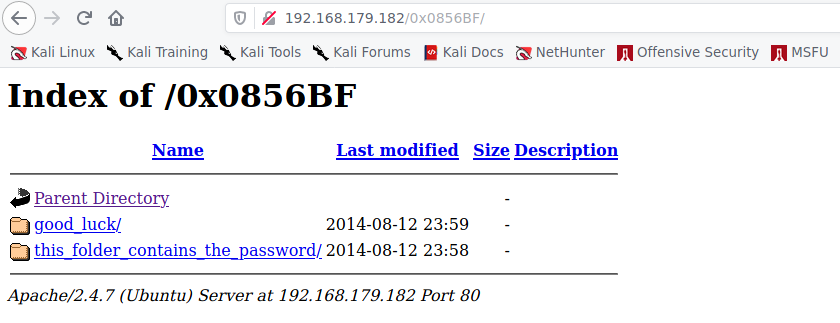 192.168.179.182/0x0856BF/
Kali Linux Kali Training Kali Tools Kali Forums Kali Docs NetHunter Offensive Security MSFU
Index of /0x0856BF
Name Last modified Size Description
Parent Directory -
good_luck/ 2014-08-12 23:59 -
this_folder_contains_the_password/ 2014-08-12 23:58 -
Apache/2.4.7 (Ubuntu) Server at 192.168.179.182 Port 80